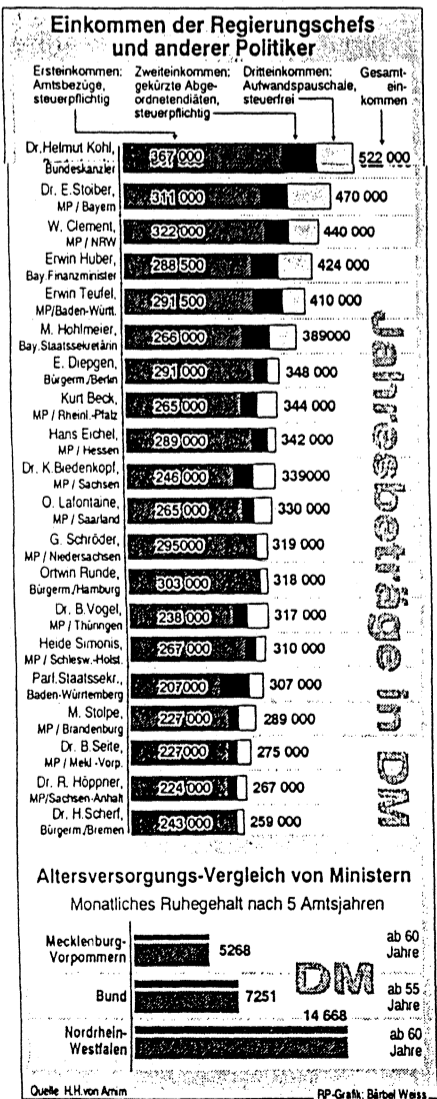 Einkommen der Regierungschefs
und anderer Politiker
Ersteinkommen:
Amtsbezüge,
steuerpflichtig
Zweiteinkommen:
gekürzte Abge-
ordnetendiäten,
steuerpflichtig
Dritteinkommen:
Aufwandspauschale,
steuerfrei
Gesamt-
ein-
kommen
Dr. Helmut Kohl,
Bundeskanzler
367 000
522 000
Dr. E. Stoiber,
MP / Bayern
311 000
470 000
W. Clement,
MP / NRW
322 000
440 000
Erwin Huber,
Bay. Finanzminister
288 500
424 000
Erwin Teufel,
MP/Baden-Württ.
291 500
410 000
M. Hohlmeier,
Bay. Staatssekretärin
266 000
389000
E. Diepgen,
Bürgerm./Berlin
291 000
348 000
Kurt Beck,
MP / Rheinl.-Pfalz
265 000
344 000
Hans Eichel,
MP / Hessen
289 000
342 000
Dr. K. Biedenkopf,
MP / Sachsen
246 000
339000
O. Lafontaine,
MP / Saarland
265 000
330 000
G. Schröder,
MP / Niedersachsen
295000
319 000
Ortwin Runde,
Bürgerm./Hamburg
303 000
318 000
Dr. B. Vogel,
MP / Thüringen
238 000
317 000
Heide Simonis,
MP / Schlesw.-Holst.
267 000
310 000
Parl. Staatssekr.,
Baden-Württemberg
207000
307 000
M. Stolpe,
MP / Brandenburg
227 000
289 000
Dr. B. Seite,
MP / Mekl.-Vorp.
227000
275 000
Dr. R. Höppner,
MP/Sachsen-Anhalt
224 000
267 000
Dr. H. Scherf,
Bürgerm./Bremen
243 000
259 000
Jahresbeträge in DM
Altersversorgungs-Vergleich von Ministern
Monatliches Ruhegehalt nach 5 Amtsjahren
Mecklenburg-
Vorpommern
5268
ab 60
Jahre
Bund
7251
DM
ab 55
Jahre
Nordrhein-
Westfalen
14 668
ab 60
Jahre
Quelle H.H. von Arnim
RP-Grafik: Bärbel Weiss